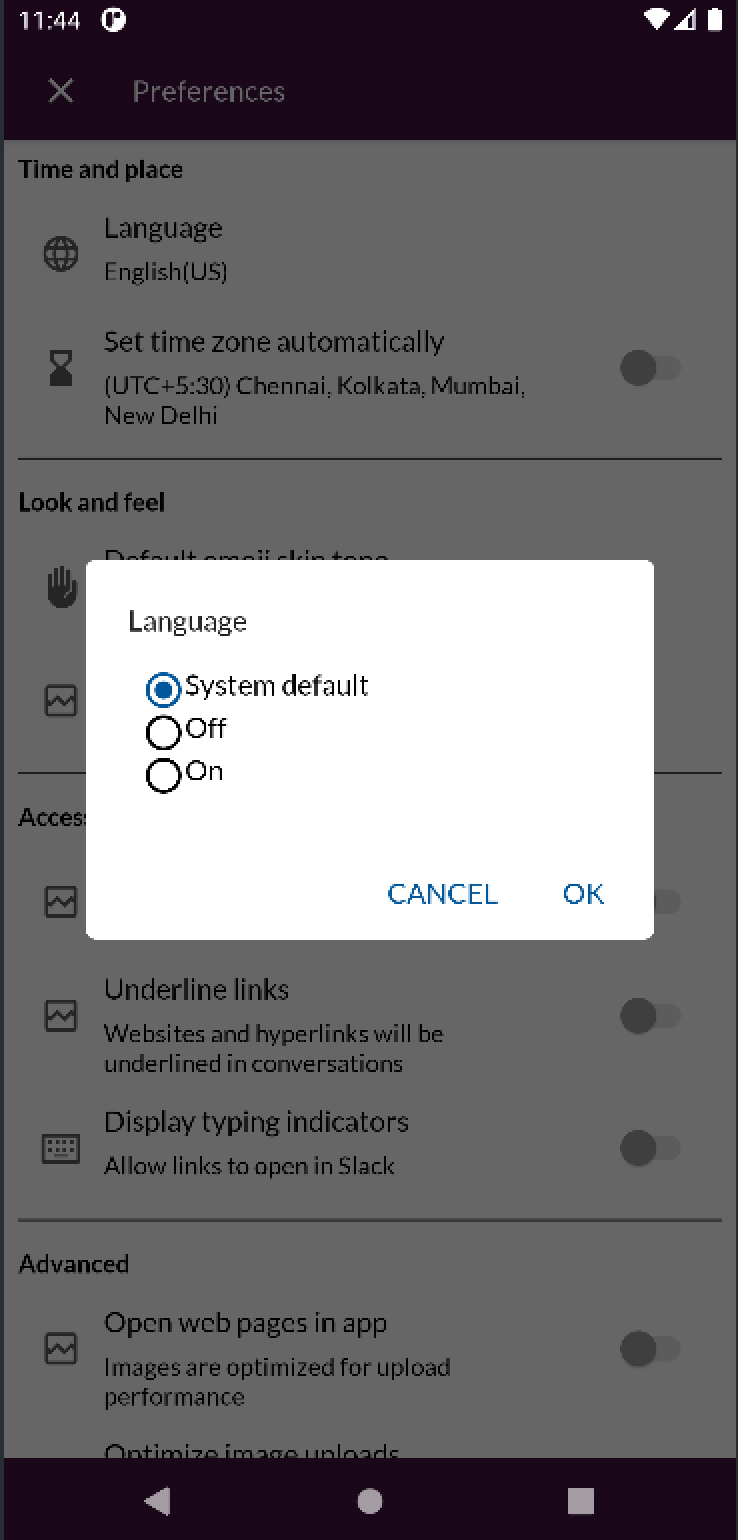 11:44
Preferences
Time and place
Language
English(US)
Set time zone automatically
(UTC+5:30) Chennai, Kolkata, Mumbai,
New Delhi
Look and feel
Default emoji skin tone
Language
System default
Off
On
CANCEL
OK
Underline links
Websites and hyperlinks will be
underlined in conversations
Display typing indicators
Allow links to open in Slack
Advanced
Open web pages in app
Images are optimized for upload
performance
Optimize image uploads